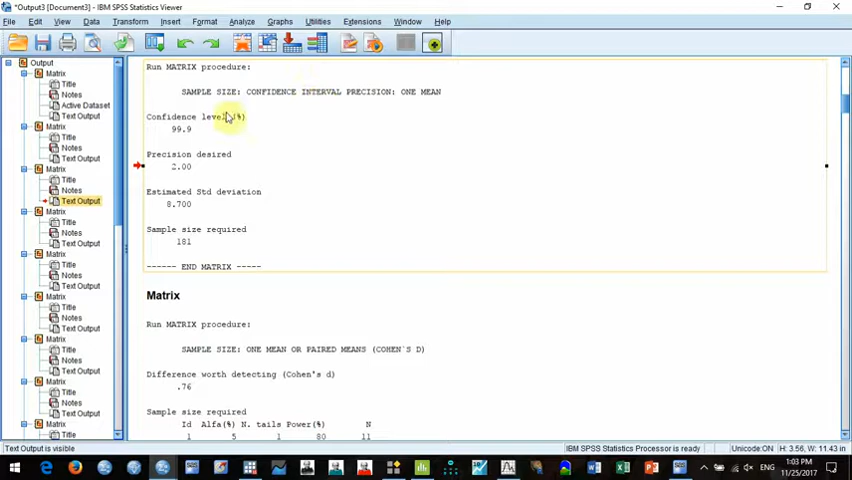 *Output3 [Document3] - IBM SPSS Statistics Viewer
File Edit View Data Transform Insert Format Analyze Graphs Utilities Extensions Window Help
Output
Matrix
Title
Notes
Active Dataset
Text Output
Matrix
Title
Notes
Text Output
Matrix
Title
Notes
Text Output
Matrix
Title
Notes
Text Output
Matrix
Title
Notes
Text Output
Matrix
Title
Notes
Text Output
Matrix
Title
Notes
Text Output
Matrix
Title
Notes
Text Output
Matrix
Title
Run MATRIX procedure:
SAMPLE SIZE: CONFIDENCE INTERVAL PRECISION: ONE MEAN
Confidence level (%)
99.9
Precision desired
2.00
Estimated Std deviation
8.700
Sample size required
181
------ END MATRIX -----
Matrix
Run MATRIX procedure:
SAMPLE SIZE: ONE MEAN OR PAIRED MEANS (COHEN`S d)
Difference worth detecting (Cohen's d)
.76
Sample size required
Id Alfa(%) N. tails Power(%) N
1 5 1 80 11
Text Output is visible
IBM SPSS Statistics Processor is ready
Unicode:ON
H: 3.56, W: 11.43 in
ENG
1:03 PM
11/25/2017